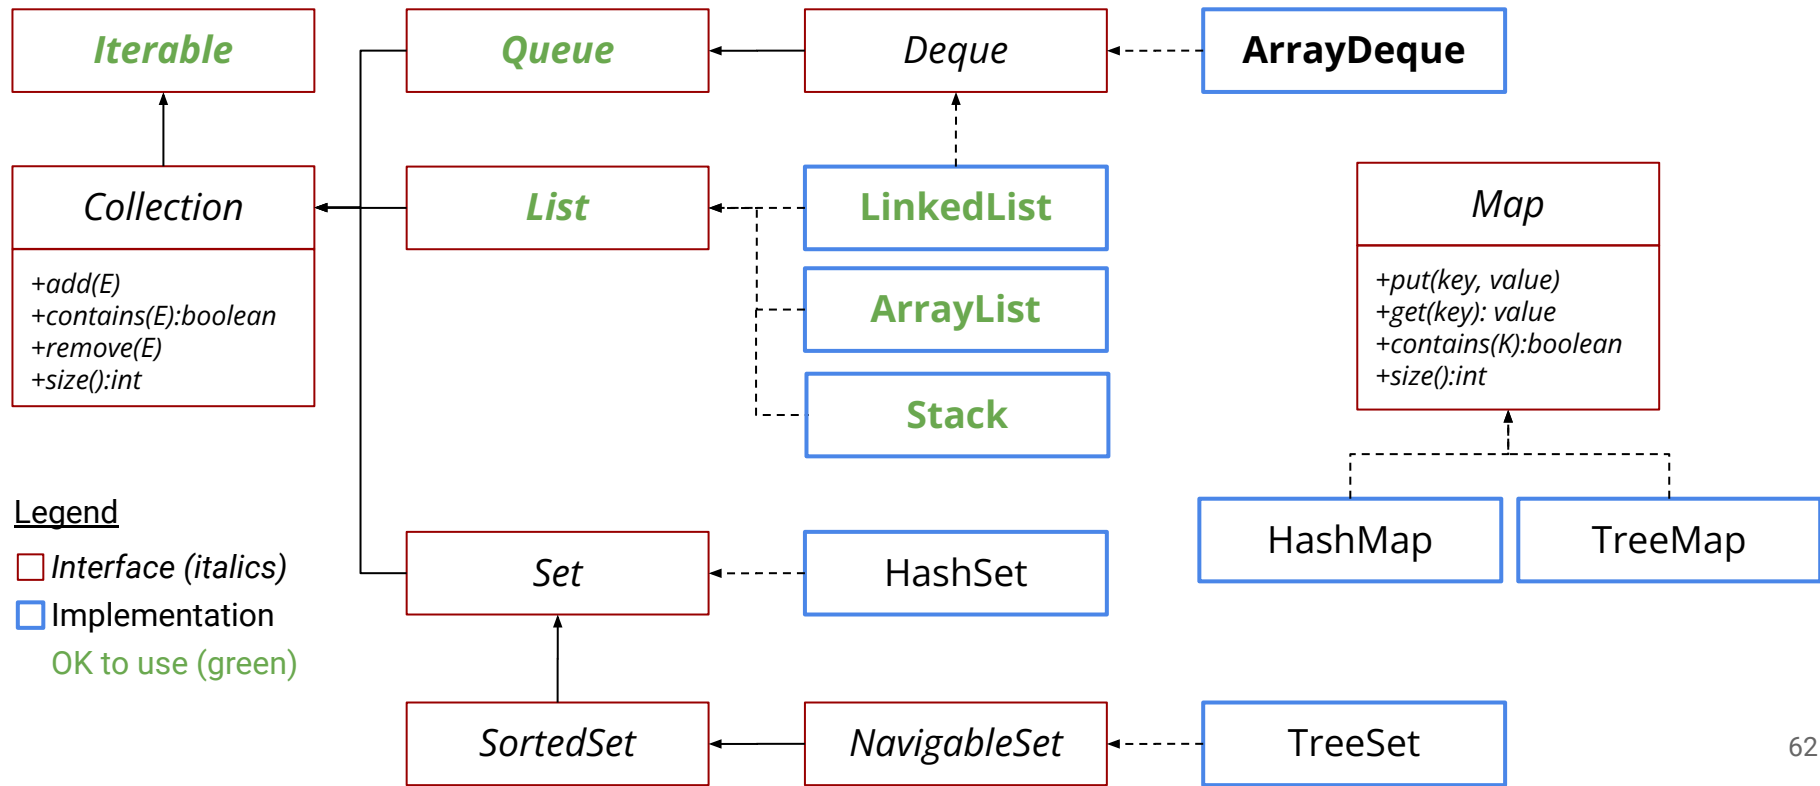 Iterable
Queue
Deque
ArrayDeque
Collection
+add(E)
+contains(E):boolean
+remove(E)
+size():int
List
LinkedList
ArrayList
Stack
Map
+put(key, value)
+get(key): value
+contains(K):boolean
+size():int
HashMap
TreeMap
Legend
Interface (italics)
Implementation
OK to use (green)
Set
HashSet
SortedSet
NavigableSet
TreeSet
62